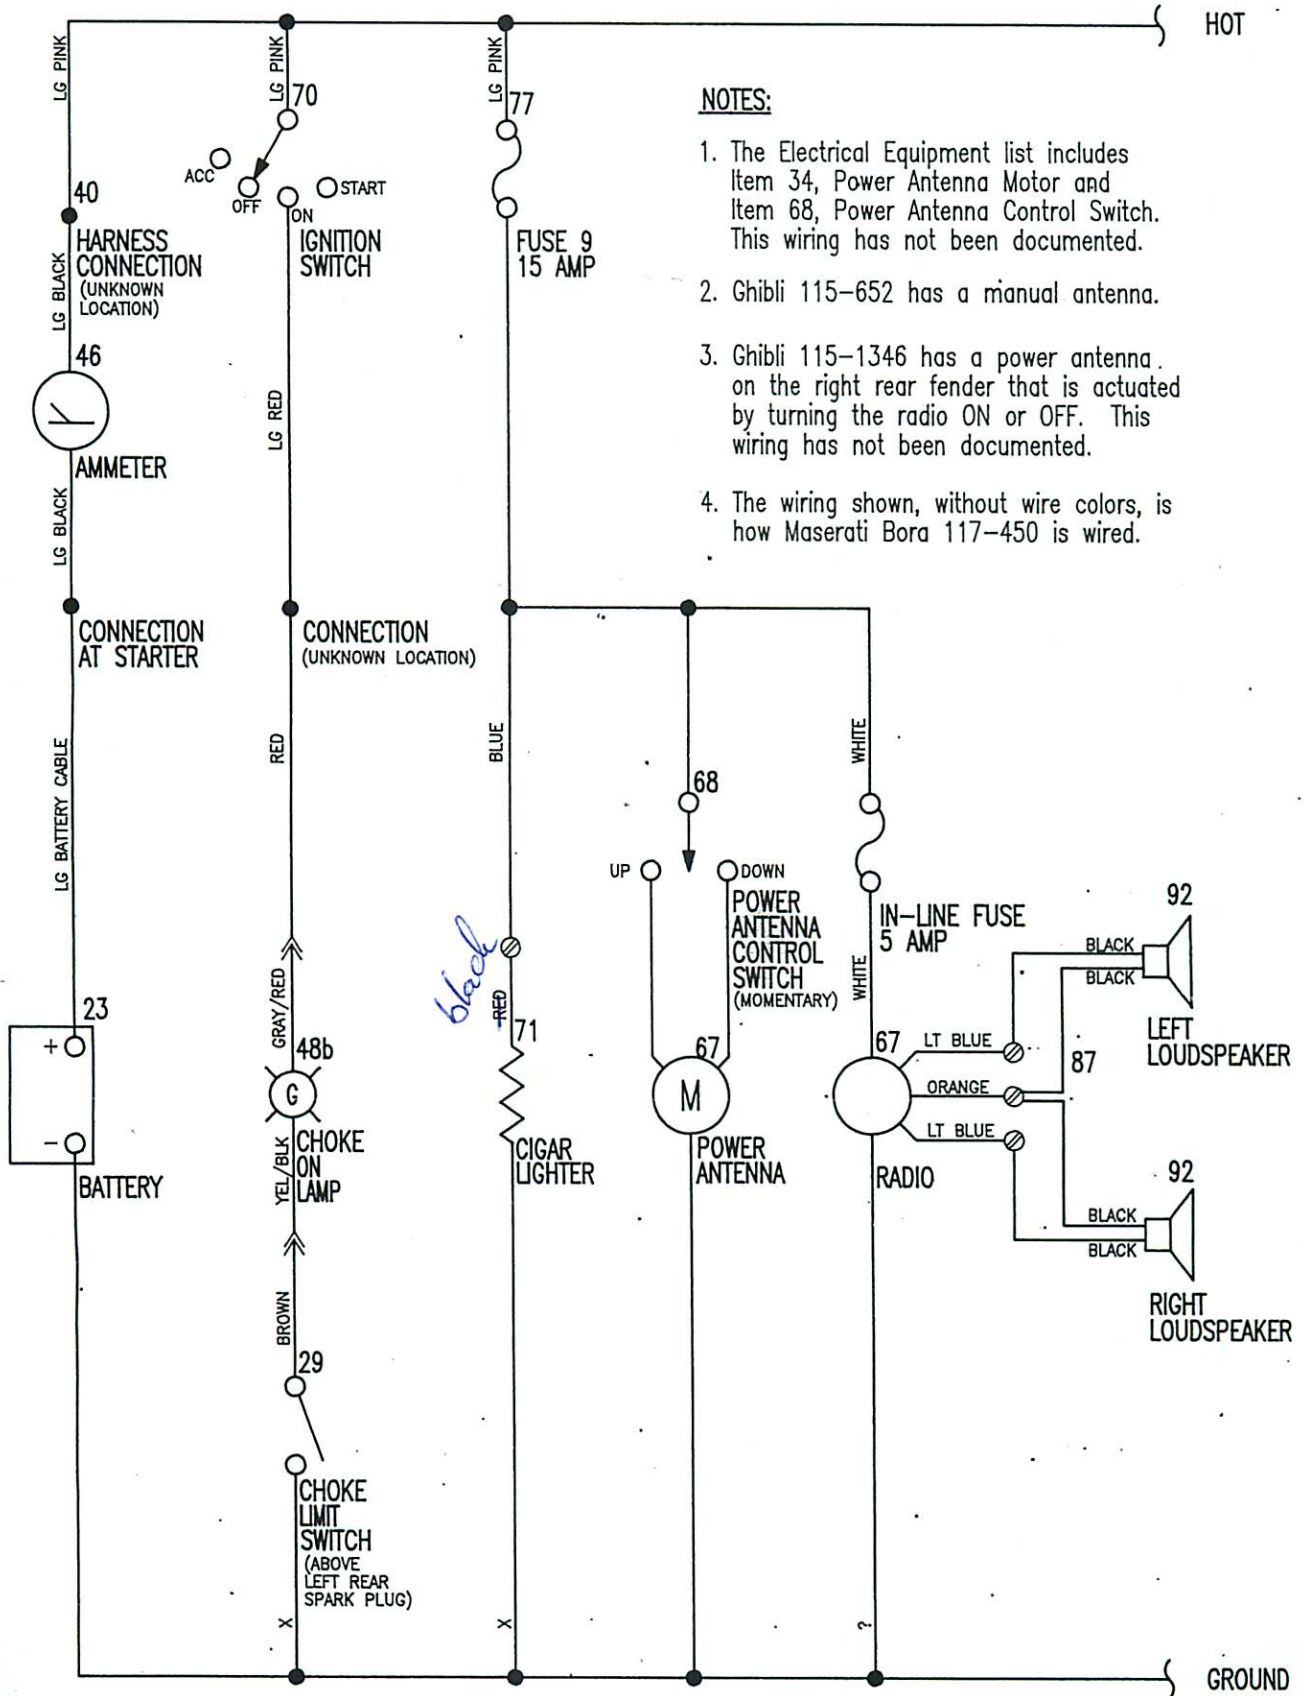 HOT
LG PINK
LG PINK
70
LG PINK
77
NOTES:
1. The Electrical Equipment list includes
Item 34, Power Antenna Motor and
Item 68, Power Antenna Control Switch.
This wiring has not been documented.
2. Ghibli 115-652 has a manual antenna.
3. Ghibli 115-1346 has a power antenna
on the right rear fender that is actuated
by turning the radio ON or OFF. This
wiring has not been documented.
4. The wiring shown, without wire colors, is
how Maserati Bora 117-450 is wired.
ACC
OFF
ON
START
IGNITION
SWITCH
FUSE 9
15 AMP
40
HARNESS
CONNECTION
(UNKNOWN
LOCATION)
LG BLACK
46
AMMETER
LG BLACK
LG RED
CONNECTION
AT STARTER
CONNECTION
(UNKNOWN LOCATION)
LG BATTERY CABLE
RED
BLUE
WHITE
68
UP
DOWN
POWER
ANTENNA
CONTROL
SWITCH
(MOMENTARY)
IN-LINE FUSE
5 AMP
WHITE
black
RED
71
CIGAR
LIGHTER
23
+
-
BATTERY
GRAY/RED
48b
G
CHOKE
ON
LAMP
YEL/BLK
BROWN
29
CHOKE
LIMIT
SWITCH
(ABOVE
LEFT REAR
SPARK PLUG)
67
M
POWER
ANTENNA
67
RADIO
LT BLUE
ORANGE
LT BLUE
92
BLACK
BLACK
LEFT
LOUDSPEAKER
87
92
BLACK
BLACK
RIGHT
LOUDSPEAKER
X
X
?
GROUND